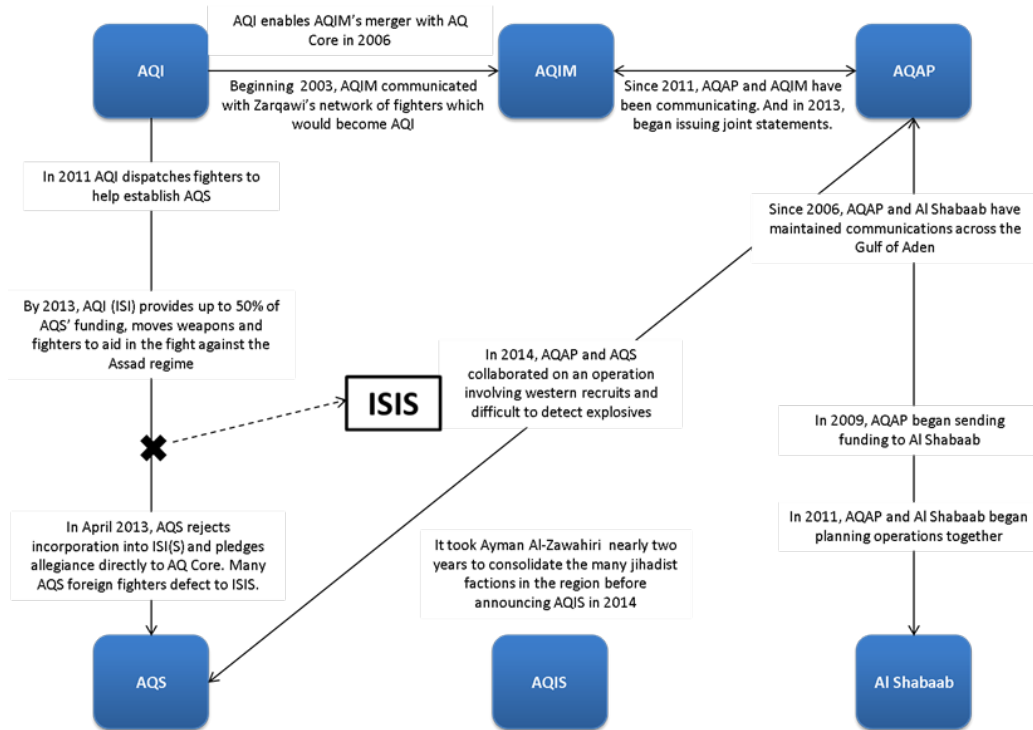 AQI enables AQIM's merger with AQ
Core in 2006
AQI
AQIM
AQAP
Beginning 2003, AQIM communicated
with Zarqawi's network of fighters which
would become AQI
Since 2011, AQAP and AQIM have
been communicating. And in 2013,
began issuing joint statements.
In 2011 AQI dispatches fighters to
help establish AQS
Since 2006, AQAP and Al Shabaab have
maintained communications across the
Gulf of Aden
By 2013, AQI (ISI) provides up to 50% of
AQS' funding, moves weapons and
fighters to aid in the fight against the
Assad regime
In 2014, AQAP and AQS
collaborated on an operation
involving western recruits and
difficult to detect explosives
ISIS
In 2009, AQAP began sending
funding to Al Shabaab
In April 2013, AQS rejects
incorporation into ISI(S) and pledges
allegiance directly to AQ Core. Many
AQS foreign fighters defect to ISIS.
It took Ayman Al-Zawahiri nearly two
years to consolidate the many jihadist
factions in the region before
announcing AQIS in 2014
In 2011, AQAP and Al Shabaab began
planning operations together
AQS
AQIS
Al Shabaab